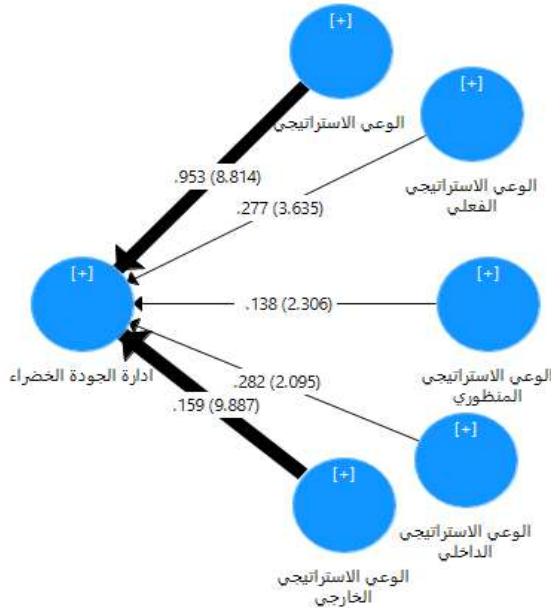 [+]
الوعي الاستراتيجي
[+]
الوعي الاستراتيجي
الفعلي
.953 (8.814)
.277 (3.635)
[+]
ادارة الجودة الخضراء
.138 (2.306)
[+]
الوعي الاستراتيجي
المنظوري
.282 (2.095)
[+]
الوعي الاستراتيجي
الداخلي
.159 (9.887)
[+]
الوعي الاستراتيجي
الخارجي